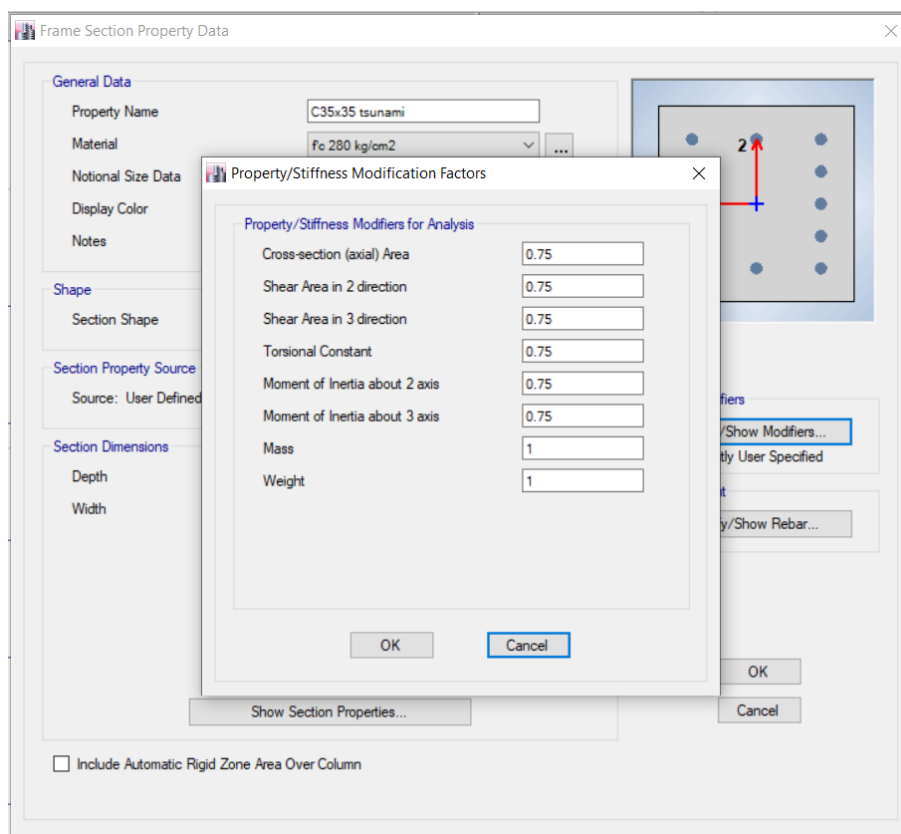 Frame Section Property Data
General Data
Property Name
C35x35 tsunami
Material
f'c 280 kg/cm2
...
Notional Size Data
Display Color
Notes
Shape
Section Shape
Section Property Source
Source: User Defined
Section Dimensions
Depth
Width
Show Section Properties...
Include Automatic Rigid Zone Area Over Column
2
fiers
/Show Modifiers...
tly User Specified
t
y/Show Rebar...
OK
Cancel
Property/Stiffness Modification Factors
Property/Stiffness Modifiers for Analysis
Cross-section (axial) Area
0.75
Shear Area in 2 direction
0.75
Shear Area in 3 direction
0.75
Torsional Constant
0.75
Moment of Inertia about 2 axis
0.75
Moment of Inertia about 3 axis
0.75
Mass
1
Weight
1
OK
Cancel